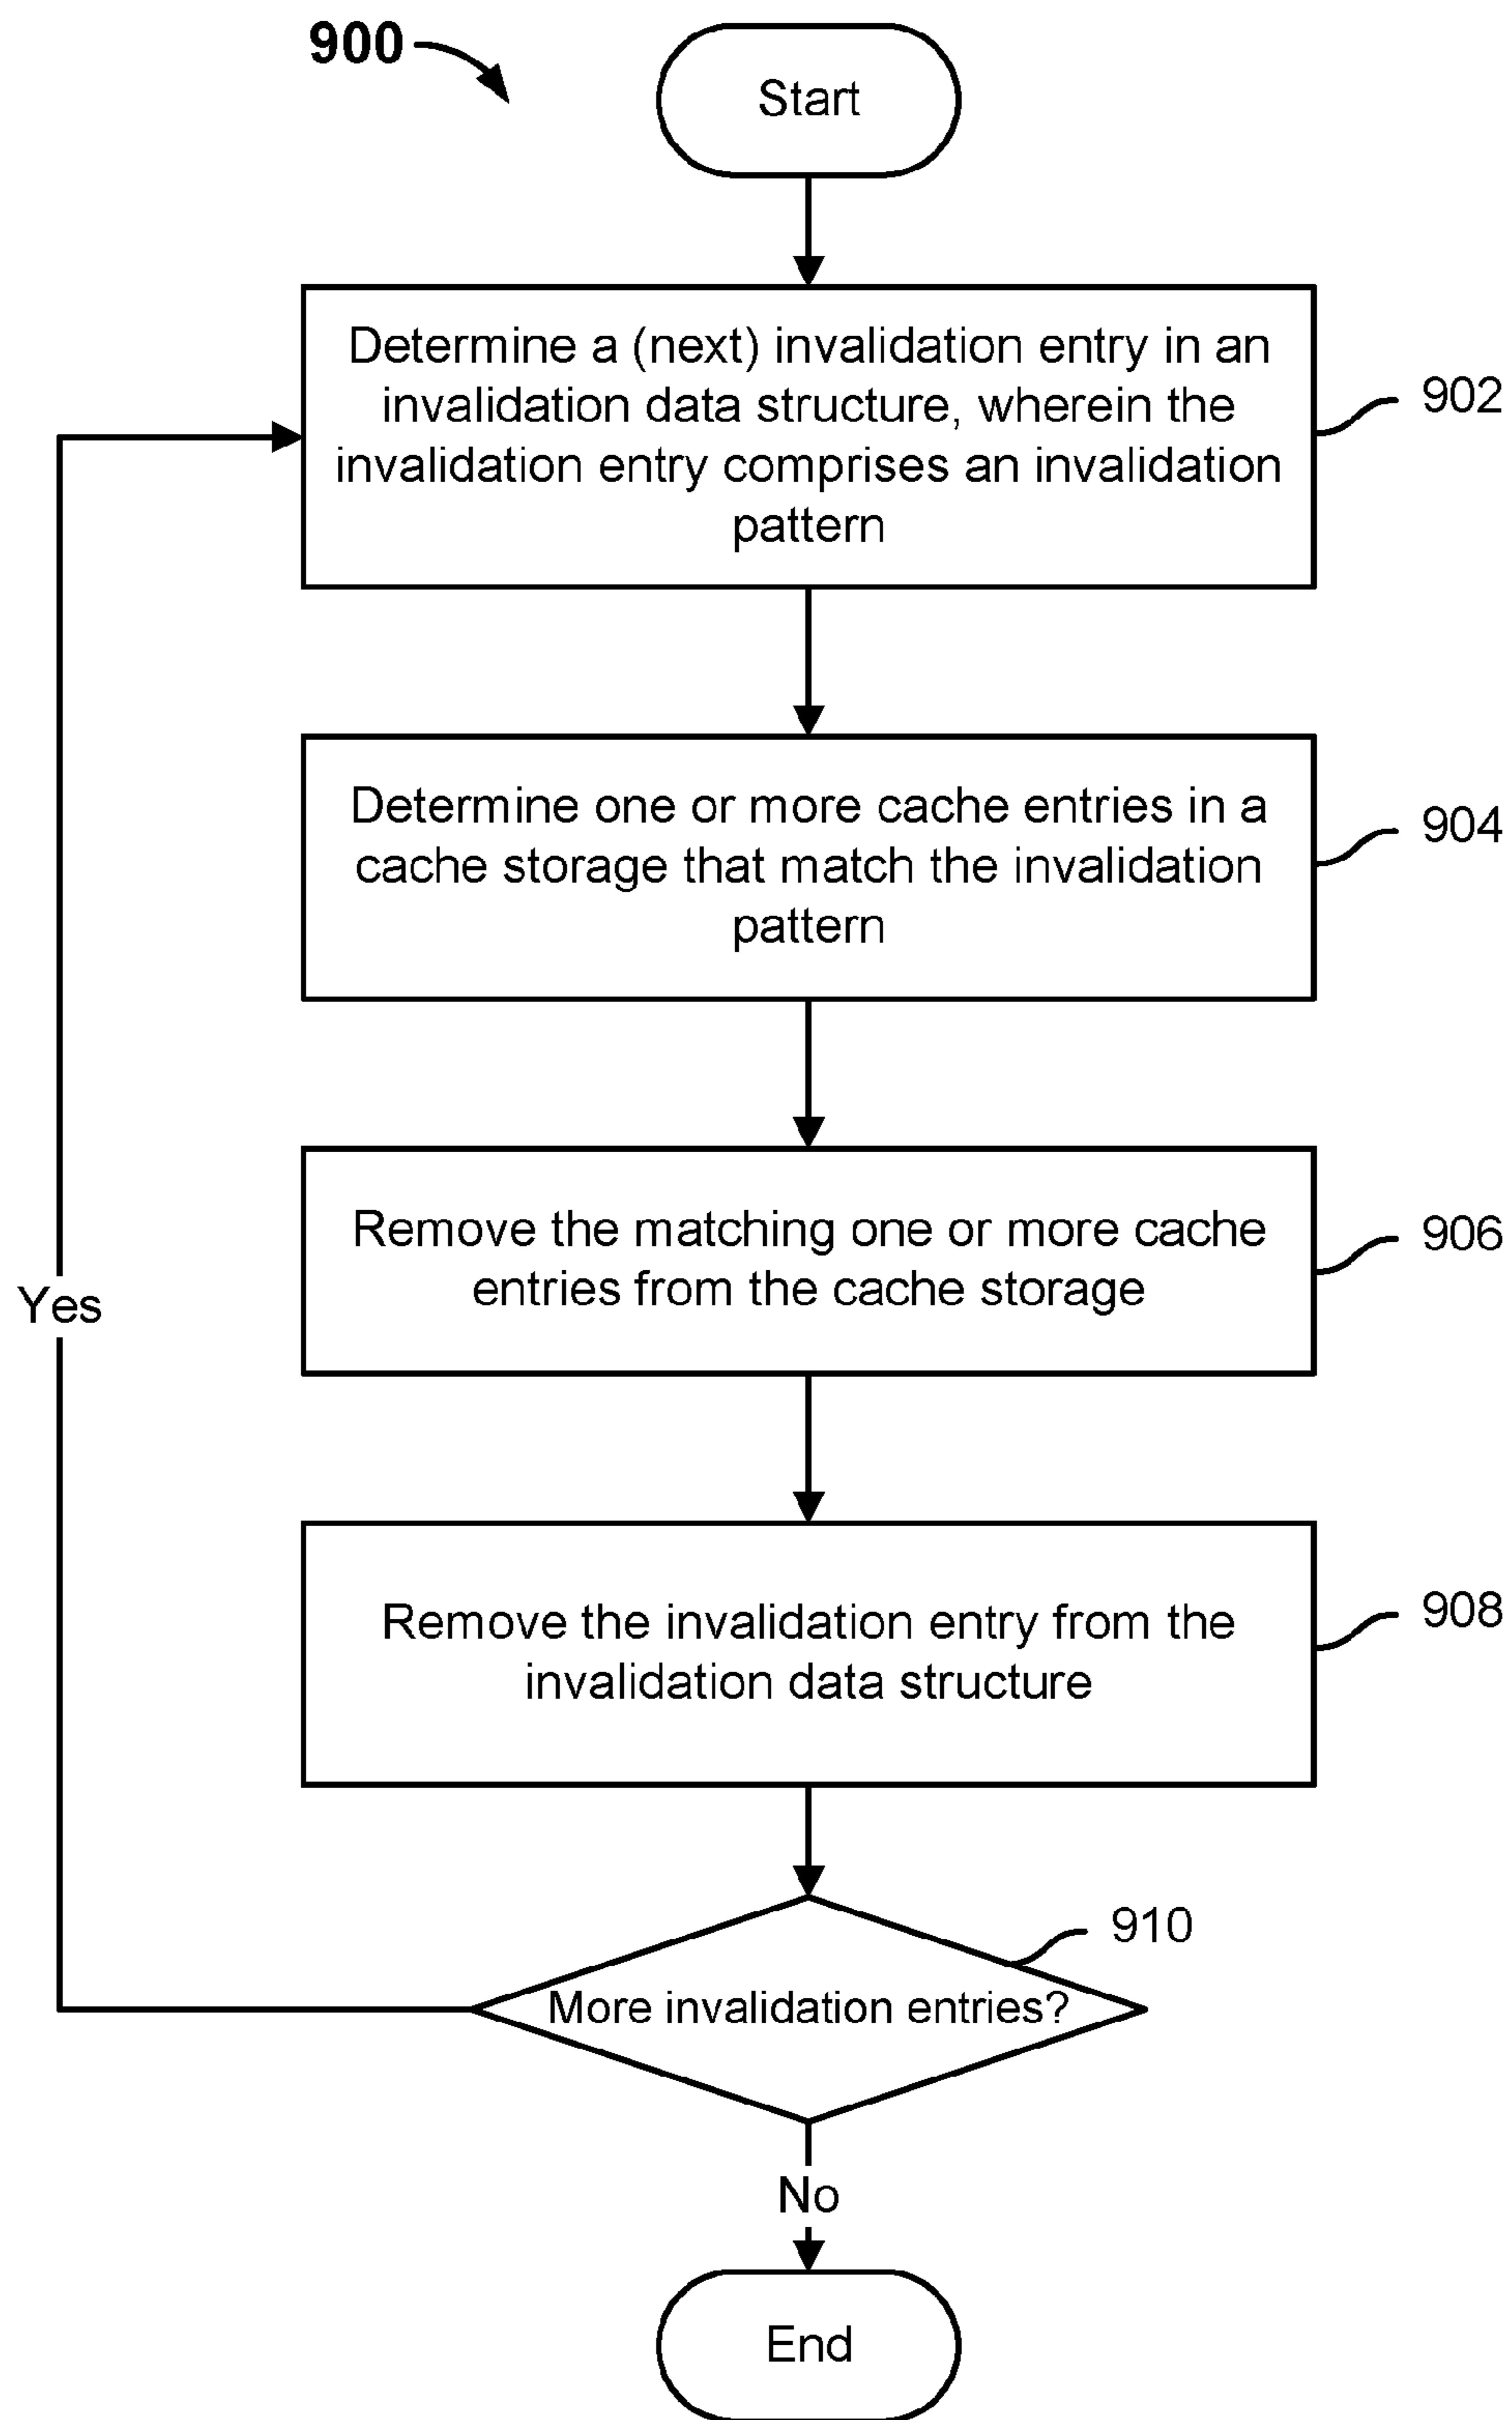 900
Start
Determine a (next) invalidation entry in an
invalidation data structure, wherein the
invalidation entry comprises an invalidation
pattern
902
Determine one or more cache entries in a
cache storage that match the invalidation
pattern
904
Remove the matching one or more cache
entries from the cache storage
906
Yes
Remove the invalidation entry from the
invalidation data structure
908
910
More invalidation entries?
No
End